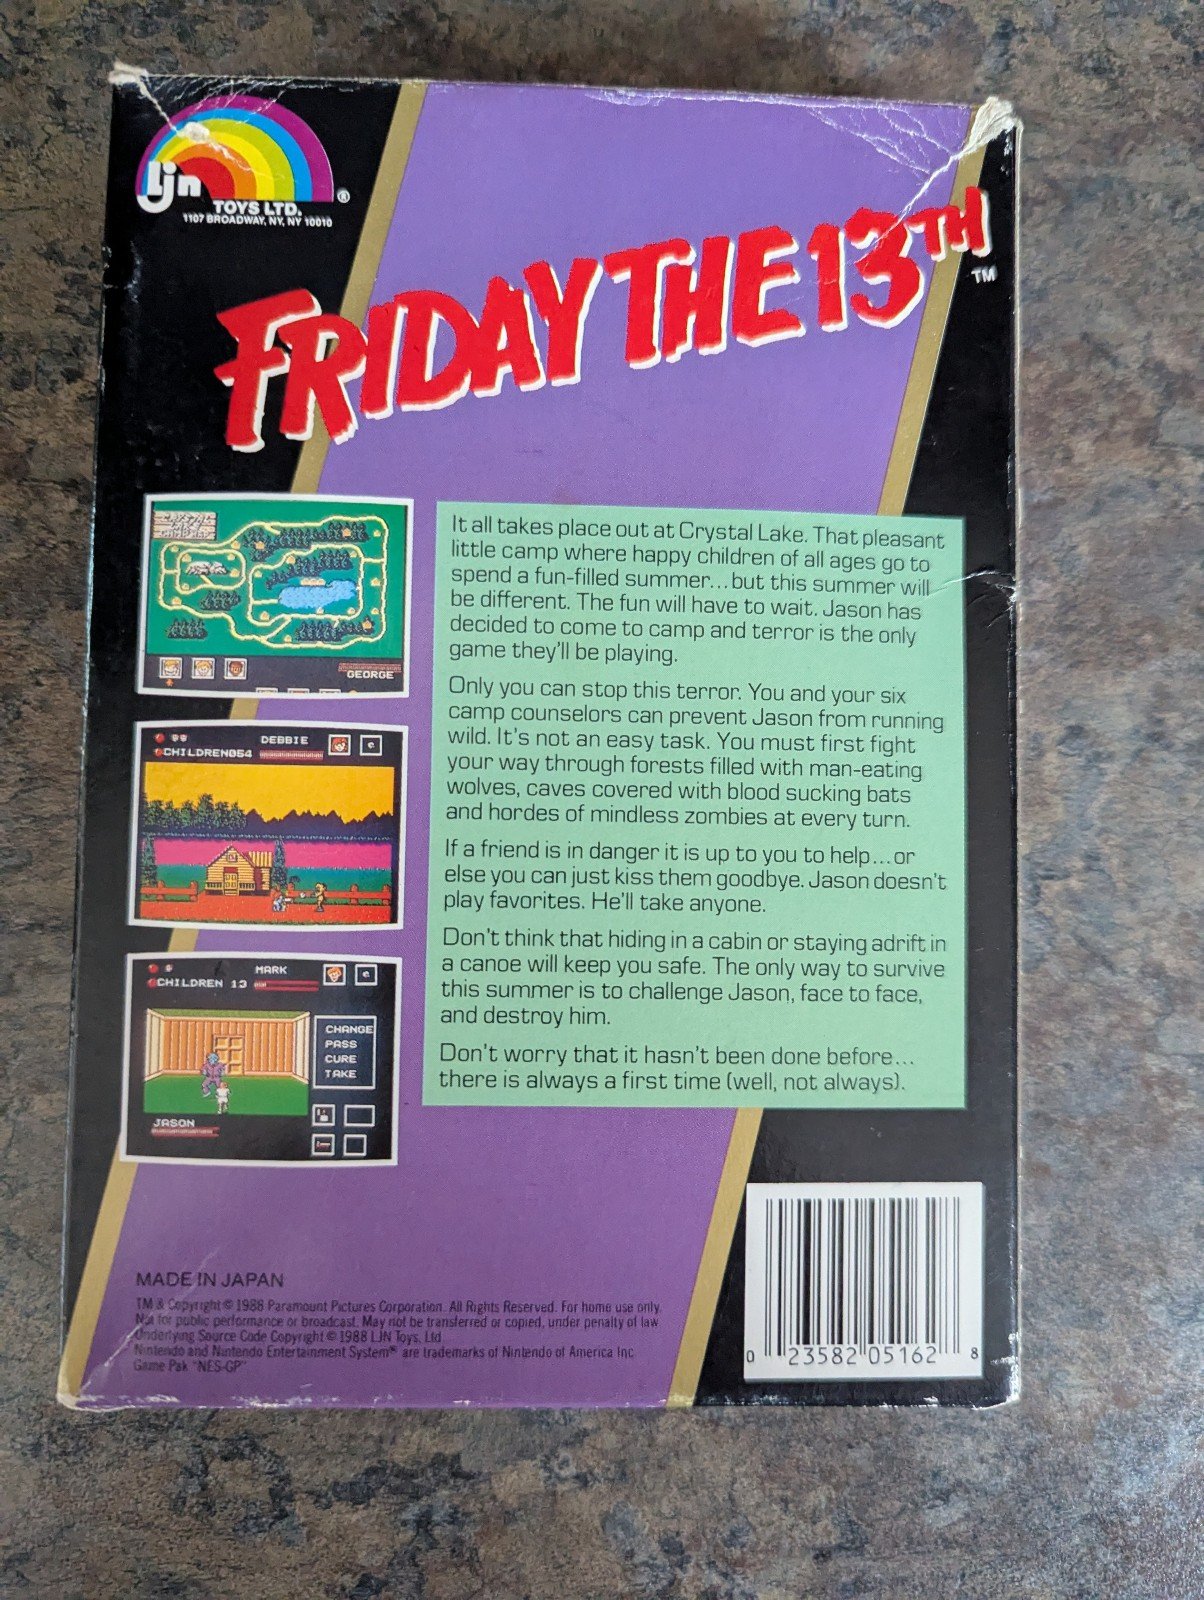 ljn
TOYS LTD.
®
1107 BROADWAY, NY, NY 10010
FRIDAY THE 13TH
TM
GEORGE
DEBBIE
CHILDREN054
MARK
CHILDREN 13
CHANGE
PASS
CURE
TAKE
JASON
It all takes place out at Crystal Lake. That pleasant
little camp where happy children of all ages go to
spend a fun-filled summer...but this summer will
be different. The fun will have to wait. Jason has
decided to come to camp and terror is the only
game they'll be playing.
Only you can stop this terror. You and your six
camp counselors can prevent Jason from running
wild. It's not an easy task. You must first fight
your way through forests filled with man-eating
wolves, caves covered with blood sucking bats
and hordes of mindless zombies at every turn.
If a friend is in danger it is up to you to help...or
else you can just kiss them goodbye. Jason doesn't
play favorites. He'll take anyone.
Don't think that hiding in a cabin or staying adrift in
a canoe will keep you safe. The only way to survive
this summer is to challenge Jason, face to face,
and destroy him.
Don't worry that it hasn't been done before...
there is always a first time (well, not always).
MADE IN JAPAN
TM & Copyright © 1988 Paramount Pictures Corporation. All Rights Reserved. For home use only.
Not for public performance or broadcast. May not be transferred or copied, under penalty of law
Underlying Source Code Copyright © 1988 LJN Toys, Ltd
Nintendo and Nintendo Entertainment System® are trademarks of Nintendo of America Inc.
Game Pak "NES-GP"
0 23582 05162 8